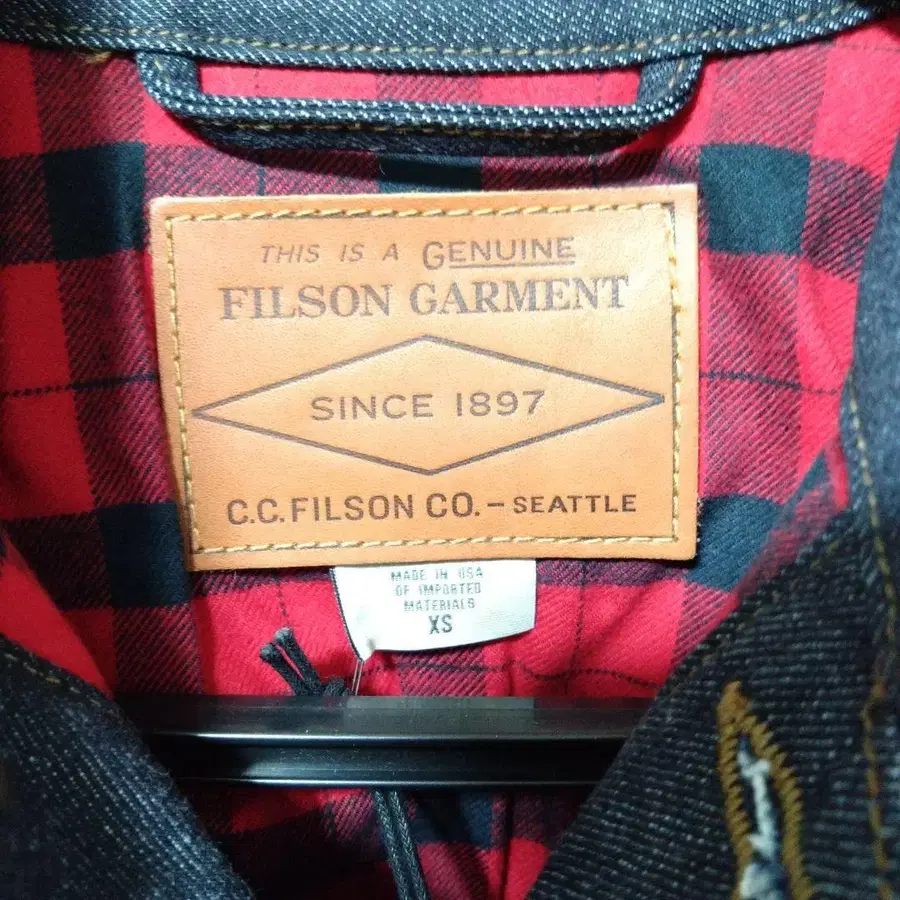 THIS IS A GENUINE
FILSON GARMENT
SINCE 1897
C.C. FILSON CO. – SEATTLE
MADE IN USA
OF IMPORTED
MATERIALS
XS